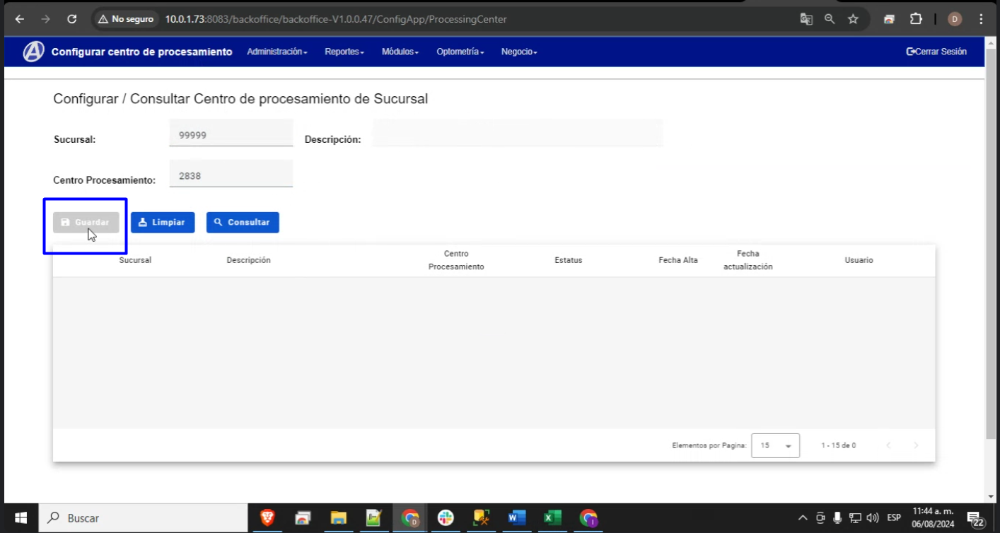 No seguro 10.0.1.73:8083/backoffice/backoffice-V1.0.0.47/ConfigApp/ProcessingCenter D
A Configurar centro de procesamiento Administración Reportes Módulos Optometría Negocio Cerrar Sesión
Configurar / Consultar Centro de procesamiento de Sucursal
Sucursal: 99999 Descripción:
Centro Procesamiento: 2838
Guardar Limpiar Consultar
Sucursal Descripción Centro Procesamiento Estatus Fecha Alta Fecha actualización Usuario
Elementos por Pagina: 15 1 - 15 de 0
Buscar ESP 11:44 a. m.
06/08/2024 22